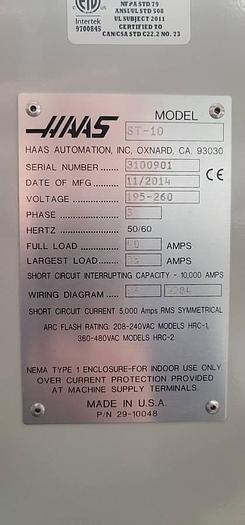 NFPA STD 79
ANSI/UL STD 508
UL SUBJECT 2011
Intertek CERTIFIED TO
9700845 CAN/CSA STD C22.2 NO. 73
HAAS MODEL ST-10
HAAS AUTOMATION, INC, OXNARD, CA. 93030
SERIAL NUMBER ...... 3100901
DATE OF MFG ........... 11/2014 CE
VOLTAGE ................... 195-260
PHASE ........................ 3
HERTZ ........................ 50/60
FULL LOAD ................ 40 AMPS
LARGEST LOAD ........ AMPS
SHORT CIRCUIT INTERRUPTING CAPACITY - 10,000 AMPS
WIRING DIAGRAM ......
SHORT CIRCUIT CURRENT 5,000 Amps RMS SYMMETRICAL
ARC FLASH RATING: 208-240VAC MODELS HRC-1,
360-480VAC MODELS HRC-2.
NEMA TYPE 1 ENCLOSURE-FOR INDOOR USE ONLY
OVER CURRENT PROTECTION PROVIDED
AT MACHINE SUPPLY TERMINALS.
MADE IN U.S.A.
P/N 29-10048